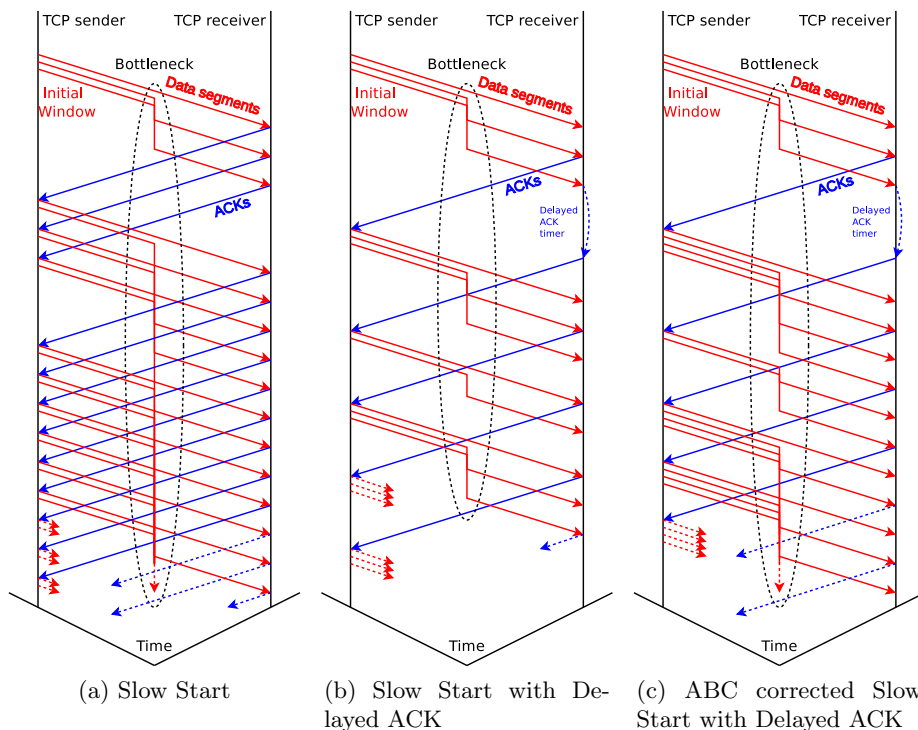 TCP sender
TCP receiver
Bottleneck
Data segments
Initial
Window
ACKs
Time
(a) Slow Start
TCP sender
TCP receiver
Bottleneck
Data segments
Initial
Window
ACKs
Delayed
ACK
timer
Time
(b) Slow Start with De-
layed ACK
TCP sender
TCP receiver
Bottleneck
Data segments
Initial
Window
ACKs
Delayed
ACK
timer
Time
(c) ABC corrected Slow
Start with Delayed ACK